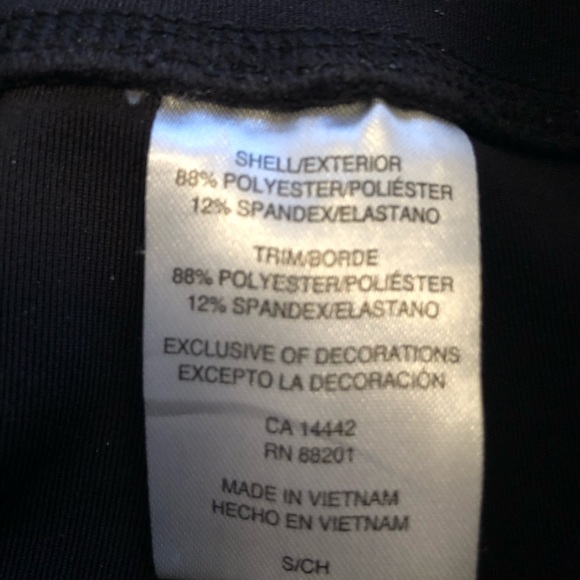 SHELL/EXTERIOR
88% POLYESTER/POLIÉSTER
12% SPANDEX/ELASTANO
TRIM/BORDE
88% POLYESTER/POLIÉSTER
12% SPANDEX/ELASTANO
EXCLUSIVE OF DECORATIONS
EXCEPTO LA DECORACIÓN
CA 14442
RN 88201
MADE IN VIETNAM
HECHO EN VIETNAM
S/CH